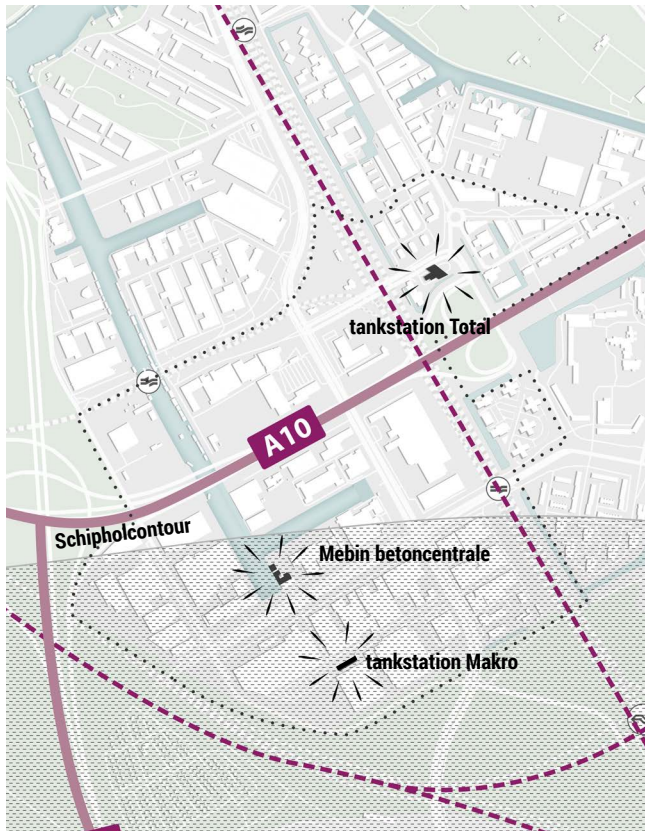 tankstation Total
A10
Schipholcontour
Mebin betoncentrale
tankstation Makro